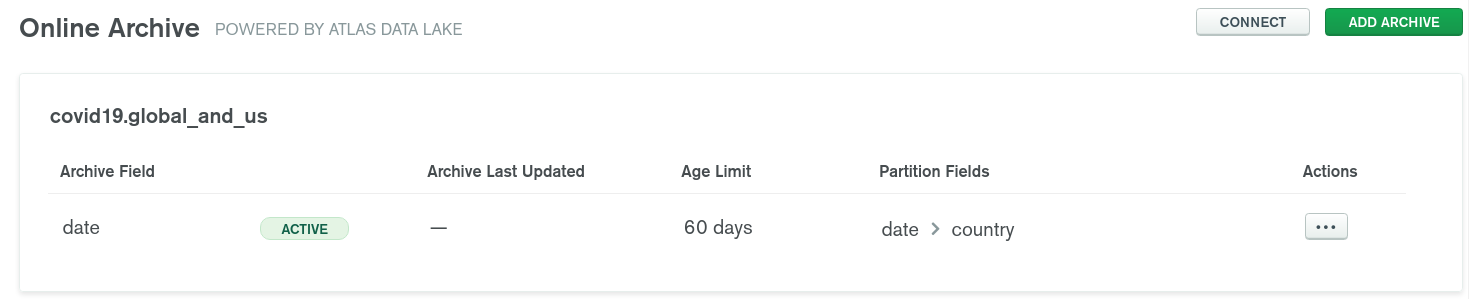 Online Archive POWERED BY ATLAS DATA LAKE CONNECT ADD ARCHIVE
covid19.global_and_us
Archive Field Archive Last Updated Age Limit Partition Fields Actions
date ACTIVE — 60 days date > country •••